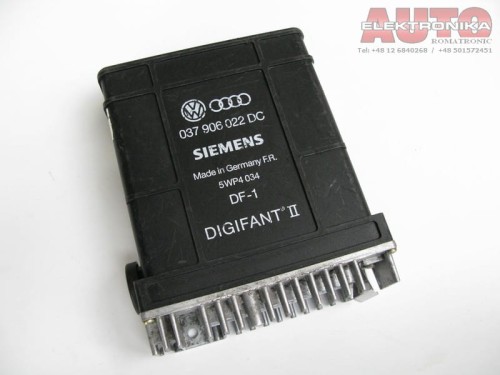 AUTO
ELEKTRONIKA
ROMATRONIC
Tel: +48 12 6840268 / +48 501572451
VW
037 906 022 DC
SIEMENS
Made in Germany F.R.
5WP4 034
DF-1
DIGIFANT® II